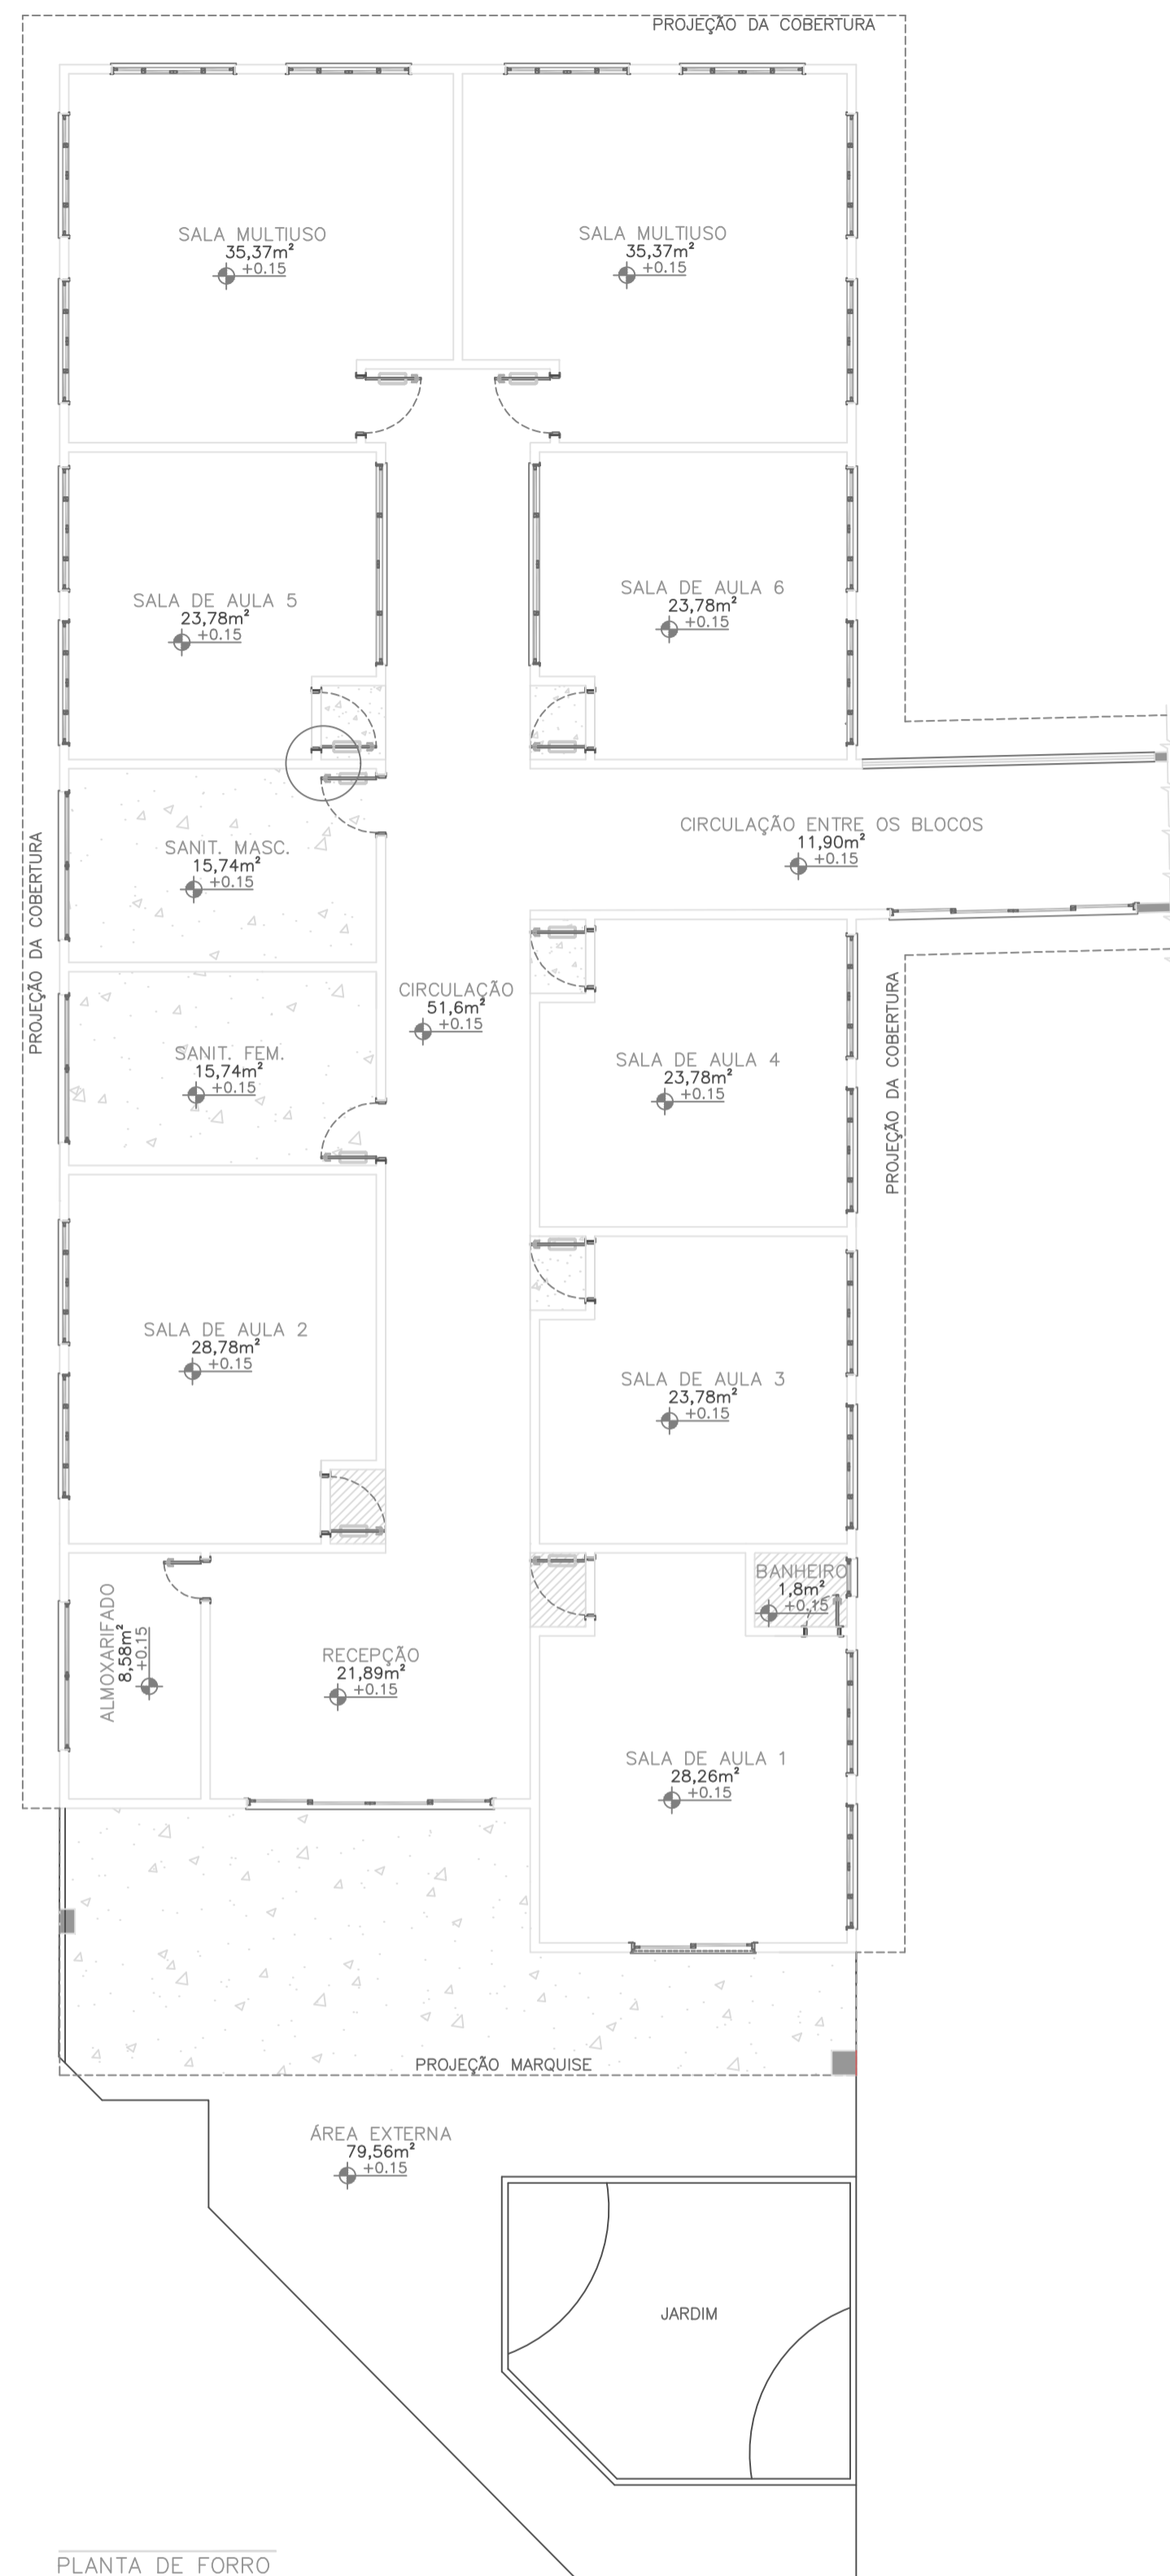 PROJEÇÃO DA COBERTURA
SALA MULTIUSO
35,37m²
+0.15
SALA MULTIUSO
35,37m²
+0.15
SALA DE AULA 5
23,78m²
+0.15
SALA DE AULA 6
23,78m²
+0.15
PROJEÇÃO DA COBERTURA
SANIT. MASC.
15,74m²
+0.15
CIRCULAÇÃO ENTRE OS BLOCOS
11,90m²
+0.15
CIRCULAÇÃO
51,6m²
+0.15
SANIT. FEM.
15,74m²
+0.15
SALA DE AULA 4
23,78m²
+0.15
PROJEÇÃO DA COBERTURA
SALA DE AULA 2
28,78m²
+0.15
SALA DE AULA 3
23,78m²
+0.15
BANHEIRO
1,8m²
+0.15
ALMOXARIFADO
8,58m²
+0.15
RECEPÇÃO
21,89m²
+0.15
SALA DE AULA 1
28,26m²
+0.15
PROJEÇÃO MARQUISE
ÁREA EXTERNA
79,56m²
+0.15
JARDIM
PLANTA DE FORRO